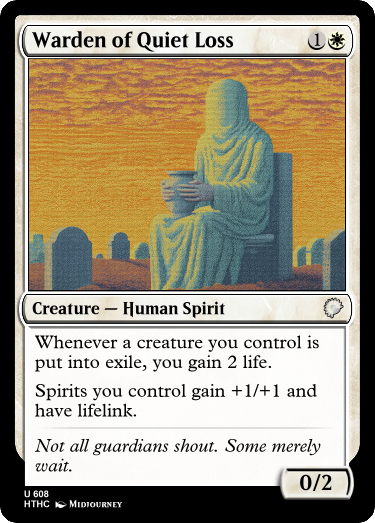 Warden of Quiet Loss 1
Creature — Human Spirit
Whenever a creature you control is
put into exile, you gain 2 life.
Spirits you control gain +1/+1 and
have lifelink.
Not all guardians shout. Some merely
wait.
0/2
U 608
HTHC Midjourney